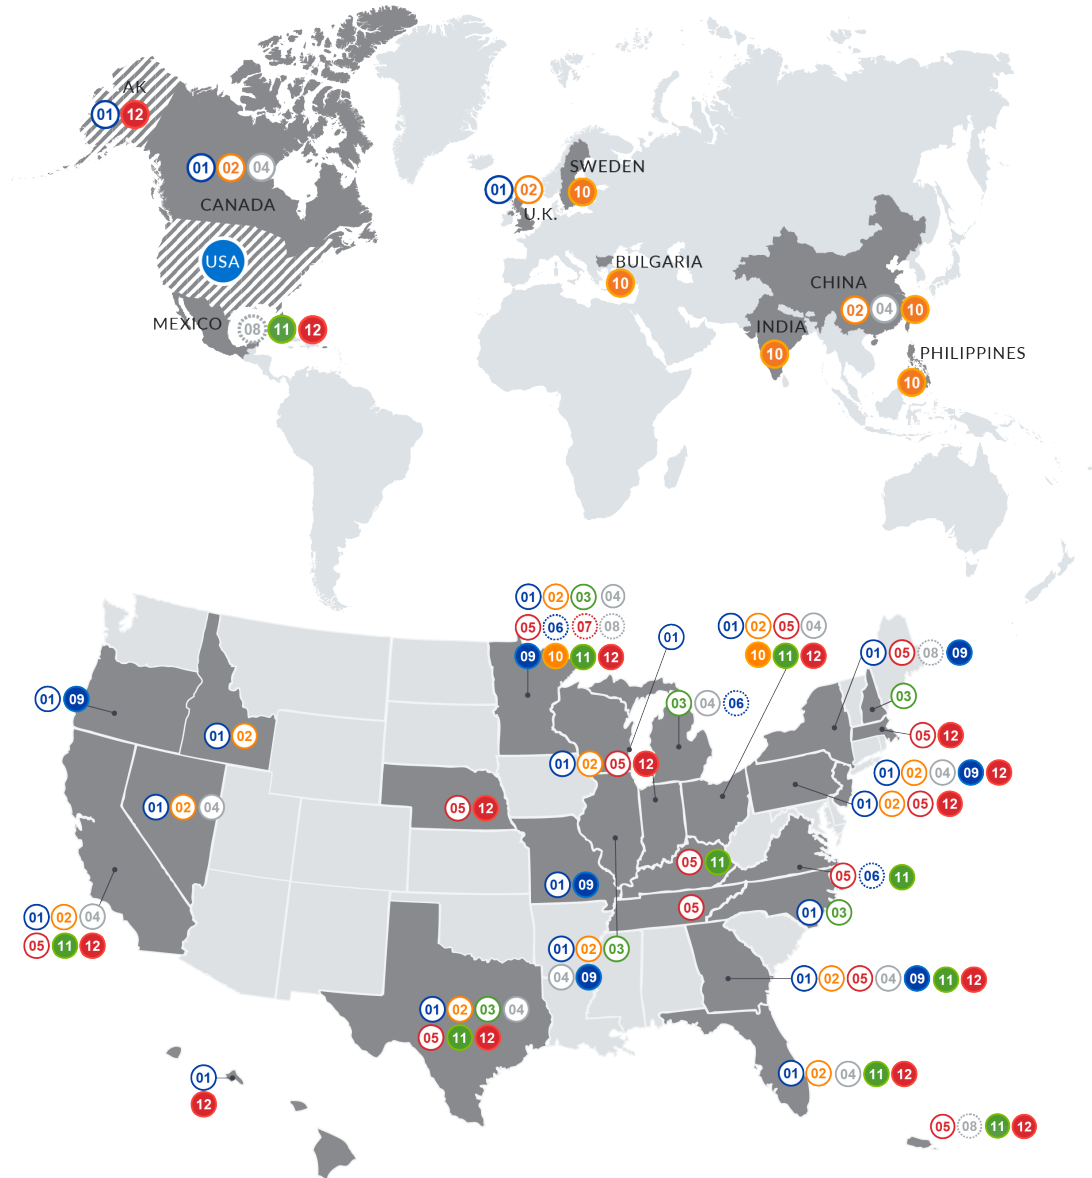 AK
01 12
01 02 04
CANADA
SWEDEN
01 02
10
U.K.
USA
BULGARIA
10
CHINA
02 04 10
MEXICO
08 11 12
INDIA
10
PHILIPPINES
10
01 02 03 04
05 06 07 08
09 10 11 12
01
01 02 05 04
10 11 12
01 05 08 09
01 09
03 04 06
03
01 02
05 12
01 02 05 12
01 02 04 09 12
01 02 04
05 12
01 02 05 12
05 11
05 06 11
01 09
05
01 03
01 02 04
05 11 12
01 02 03
04 09
01 02 05 04 09 11 12
01 02 03 04
05 11 12
01 02 04 11 12
01
12
05 08 11 12